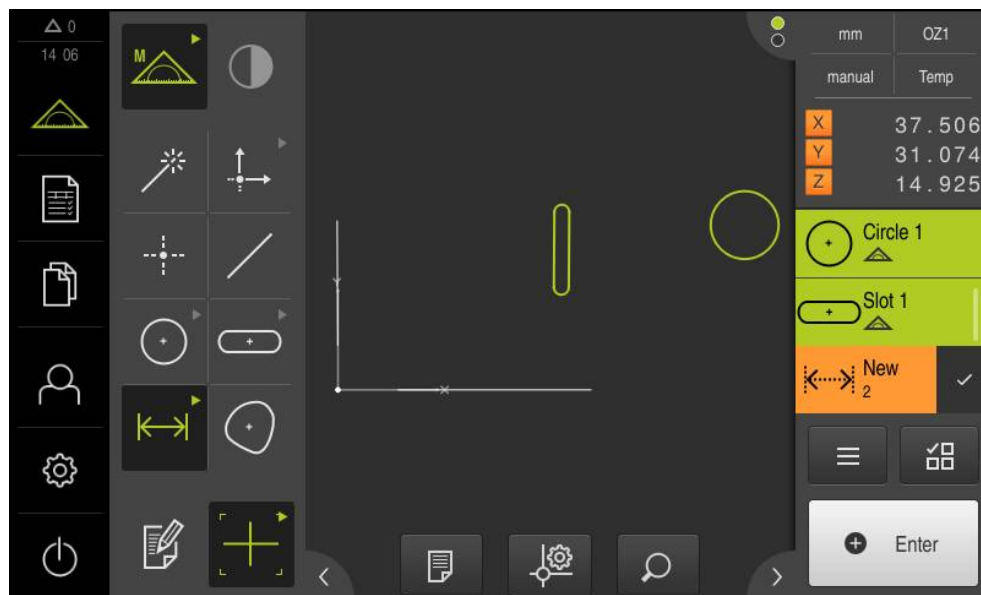 0
14 06
M
mm
OZ1
manual
Temp
X 37.506
Y 31.074
Z 14.925
Circle 1
Slot 1
New
2
Enter
Y
X